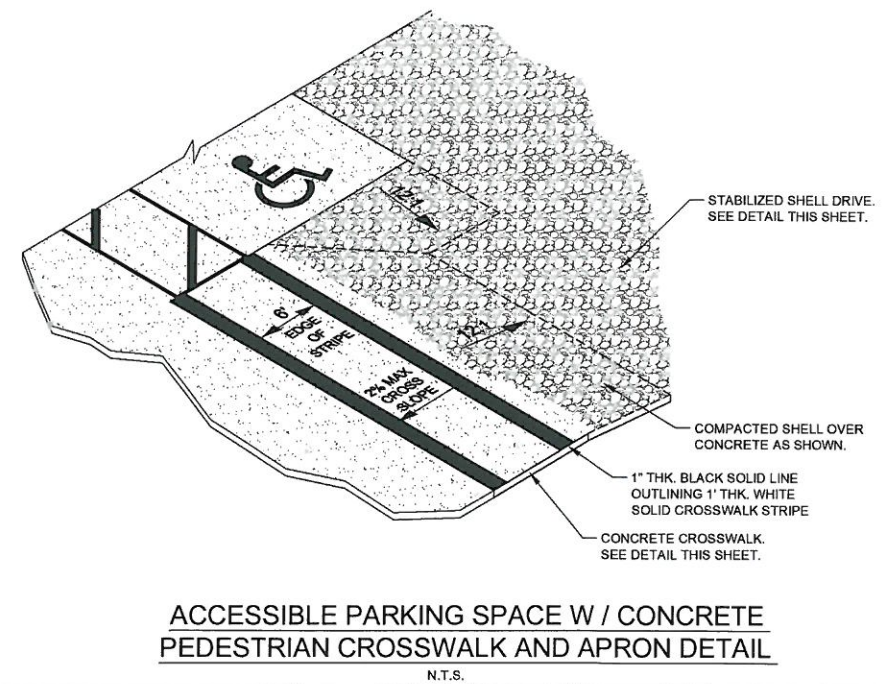 12:1
STABILIZED SHELL DRIVE.
SEE DETAIL THIS SHEET.
6'
EDGE
OF
STRIPE
12:1
2% MAX
CROSS
SLOPE
COMPACTED SHELL OVER
CONCRETE AS SHOWN.
1" THK. BLACK SOLID LINE
OUTLINING 1' THK. WHITE
SOLID CROSSWALK STRIPE
CONCRETE CROSSWALK.
SEE DETAIL THIS SHEET.
ACCESSIBLE PARKING SPACE W / CONCRETE
PEDESTRIAN CROSSWALK AND APRON DETAIL
N.T.S.